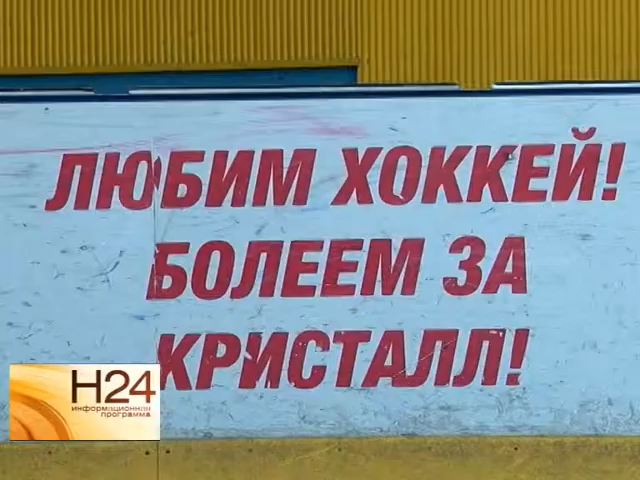 ЛЮБИМ ХОККЕЙ!
БОЛЕЕМ ЗА
КРИСТАЛЛ!
Н24
информационная
программа